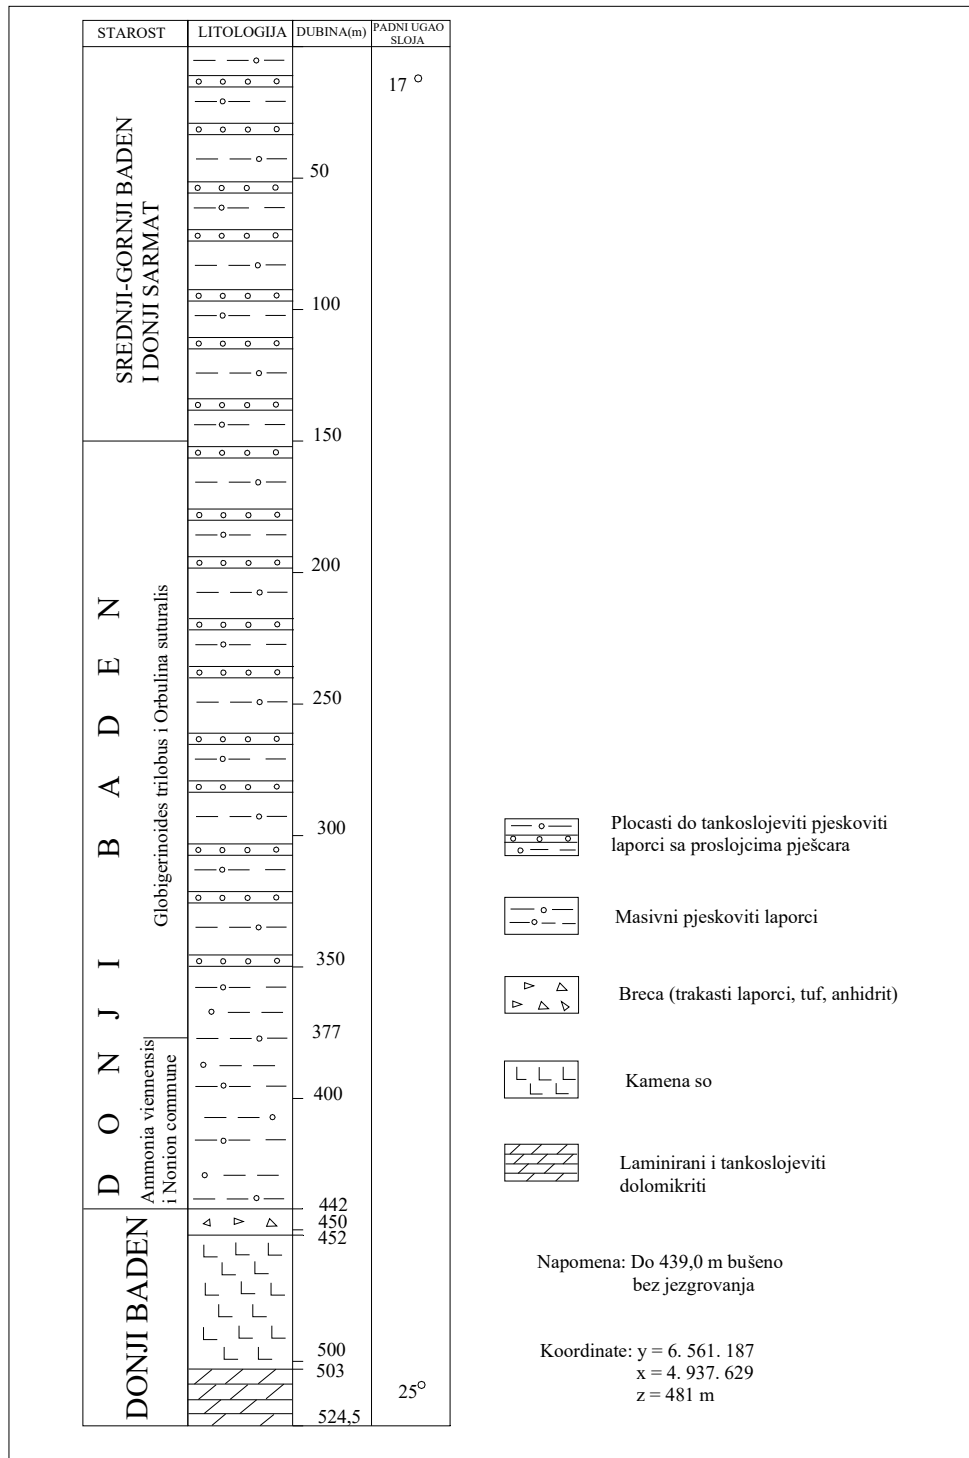 STAROST
LITOLOGIJA
DUBINA(m)
PADNI UGAO
SLOJA
SREDNJI-GORNJI BADEN
I DONJI SARMAT
DONJI BADEN
Globigerinoides trilobus i Orbulina suturalis
Ammonia viennensis
i Nonion commune
DONJI BADEN
50
100
150
200
250
300
350
377
400
442
450
452
500
503
524,5
17 °
25°
Plocasti do tankoslojeviti pjeskoviti
laporci sa proslojcima pješcara
Masivni pjeskoviti laporci
Breca (trakasti laporci, tuf, anhidrit)
Kamena so
Laminirani i tankoslojeviti
dolomikriti
Napomena: Do 439,0 m bušeno
bez jezgrovanja
Koordinate: y = 6. 561. 187
x = 4. 937. 629
z = 481 m